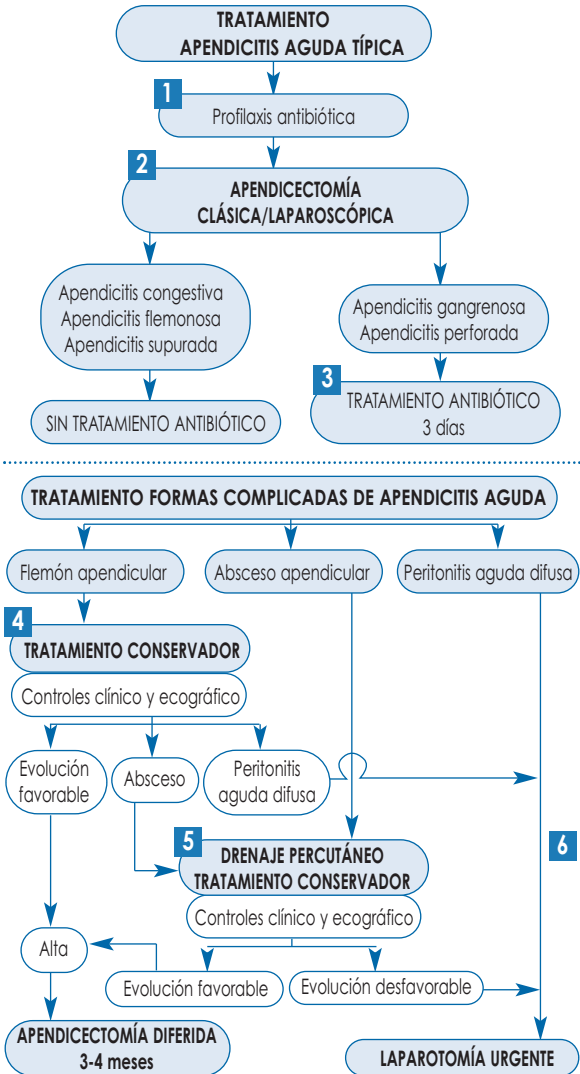 TRATAMIENTO
APENDICITIS AGUDA TÍPICA
1
Profilaxis antibiótica
2
APENDICECTOMÍA
CLÁSICA/LAPAROSCÓPICA
Apendicitis congestiva
Apendicitis flemonosa
Apendicitis supurada
Apendicitis gangrenosa
Apendicitis perforada
SIN TRATAMIENTO ANTIBIÓTICO
3
TRATAMIENTO ANTIBIÓTICO
3 días
TRATAMIENTO FORMAS COMPLICADAS DE APENDICITIS AGUDA
Flemón apendicular
Absceso apendicular
Peritonitis aguda difusa
4
TRATAMIENTO CONSERVADOR
Controles clínico y ecográfico
Evolución
favorable
Absceso
Peritonitis
aguda difusa
5
DRENAJE PERCUTÁNEO
TRATAMIENTO CONSERVADOR
6
Controles clínico y ecográfico
Alta
Evolución favorable
Evolución desfavorable
APENDICECTOMÍA DIFERIDA
3-4 meses
LAPAROTOMÍA URGENTE